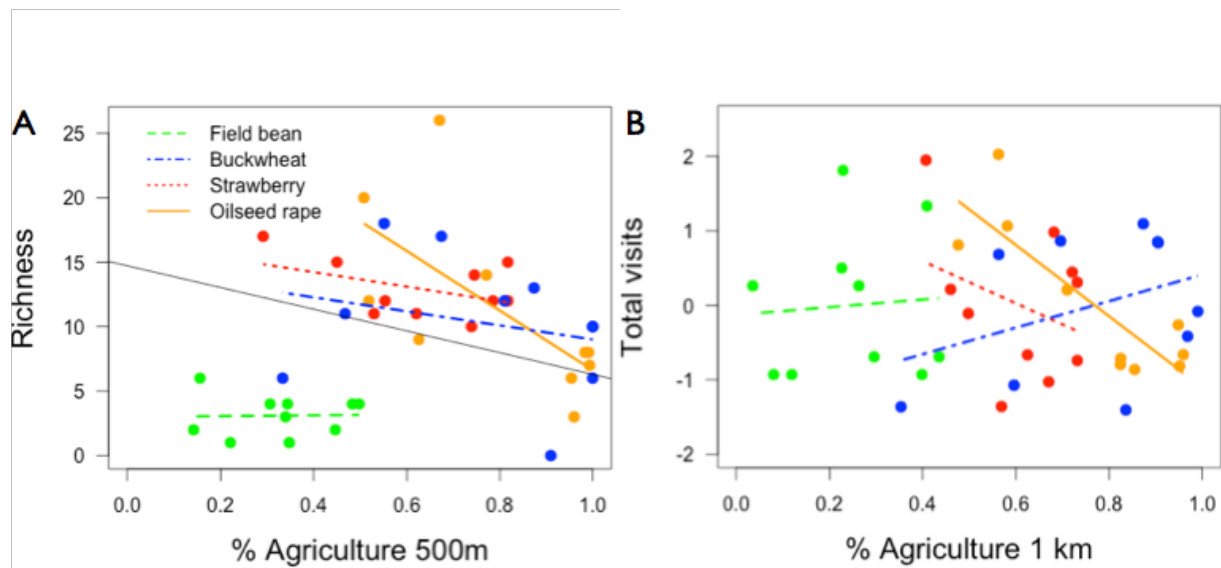 A
Richness
25
20
15
10
5
0
Field bean
Buckwheat
Strawberry
Oilseed rape
0.0 0.2 0.4 0.6 0.8 1.0
% Agriculture 500m
B
Total visits
2
1
0
-1
-2
0.0 0.2 0.4 0.6 0.8 1.0
% Agriculture 1 km